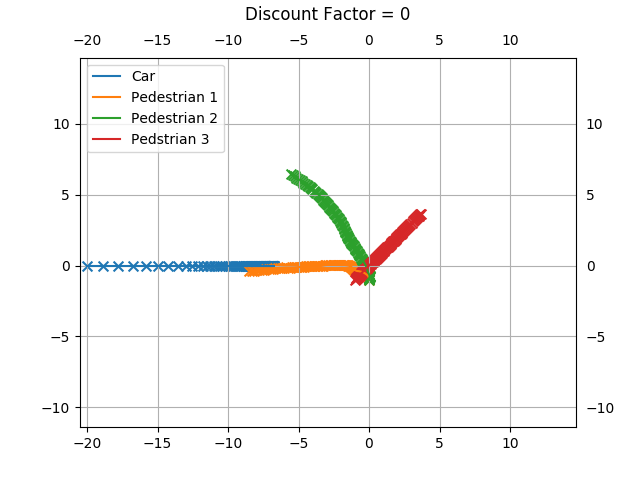 Discount Factor = 0
−20 −15 −10 −5 0 5 10
Car
Pedestrian 1
Pedestrian 2
Pedstrian 3
10 10
5 5
0 0
−5 −5
−10 −10
−20 −15 −10 −5 0 5 10